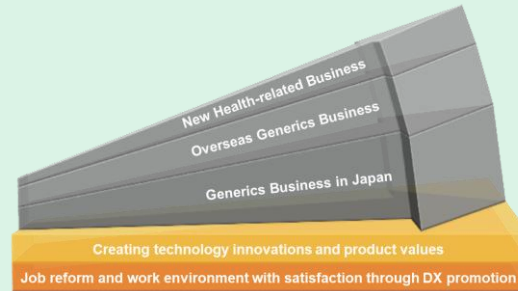 New Health-related Business
Overseas Generics Business
Generics Business in Japan
Creating technology innovations and product values
Job reform and work environment with satisfaction through DX promotion